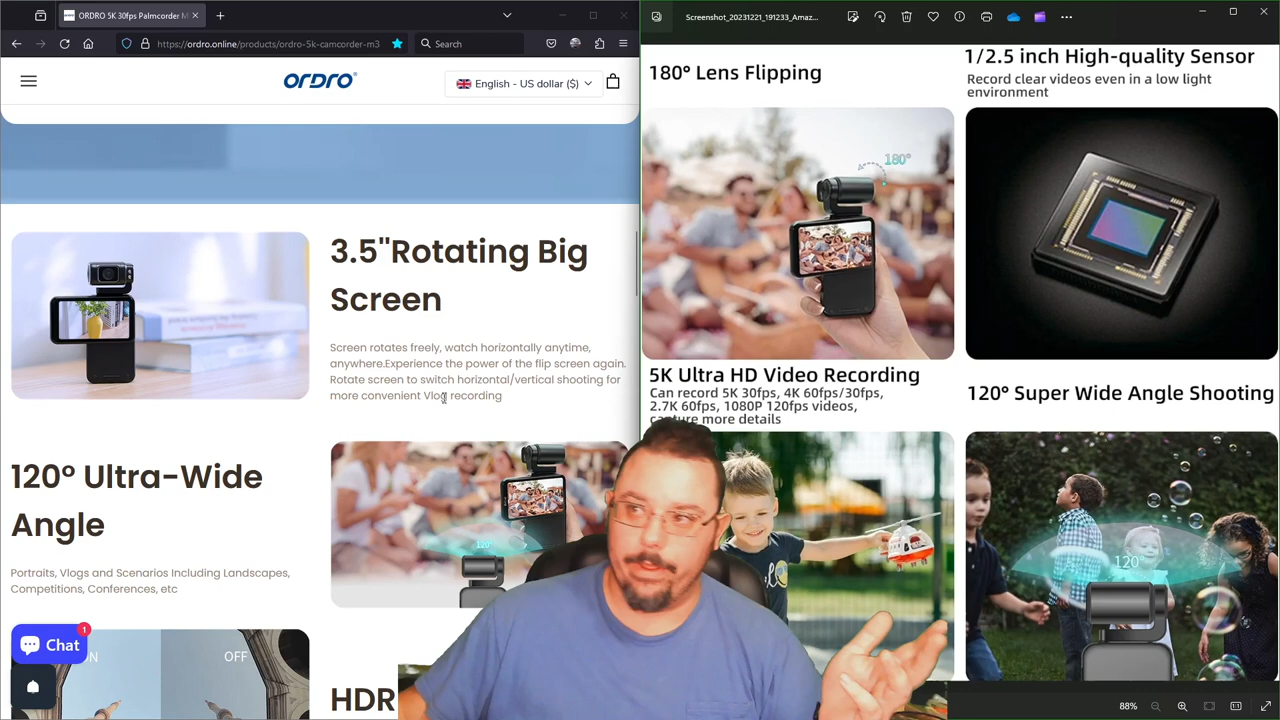 ORDRO 5K 30fps Palmcorder M
https://ordro.online/products/ordro-5k-camcorder-m3
Search
ORDRO®
English - US dollar ($)
3.5"Rotating Big
Screen
Screen rotates freely, watch horizontally anytime,
anywhere.Experience the power of the flip screen again.
Rotate screen to switch horizontal/vertical shooting for
more convenient Vlog recording
120° Ultra-Wide
Angle
Portraits, Vlogs and Scenarios Including Landscapes,
Competitions, Conferences, etc
120°
Chat
1
ON
OFF
HDR
Screenshot_20231221_191233_Amaz...
180° Lens Flipping
180°
1/2.5 inch High-quality Sensor
Record clear videos even in a low light
environment
5K Ultra HD Video Recording
Can record 5K 30fps, 4K 60fps/30fps,
2.7K 60fps, 1080P 120fps videos,
capture more details
120° Super Wide Angle Shooting
120°
88%